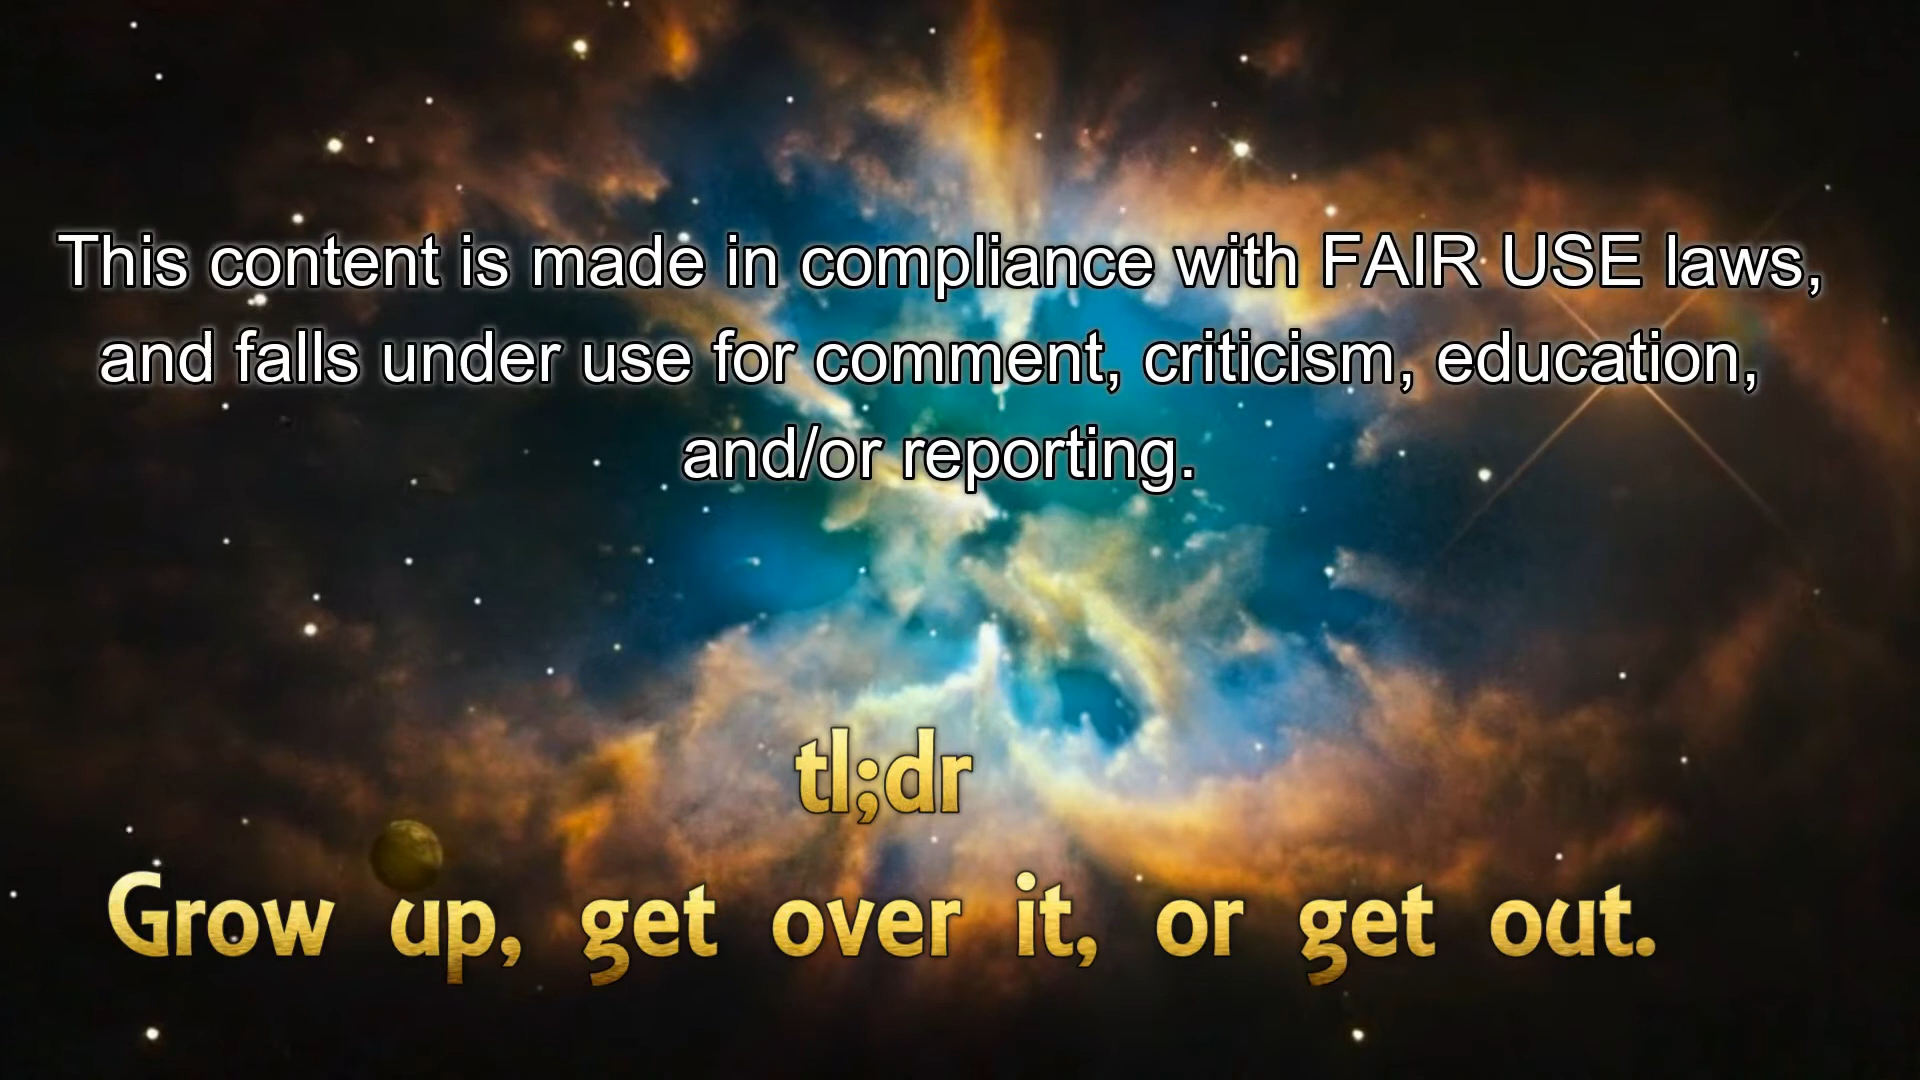 This content is made in compliance with FAIR USE laws,
and falls under use for comment, criticism, education,
and/or reporting.
tl;dr
Grow up, get over it, or get out.